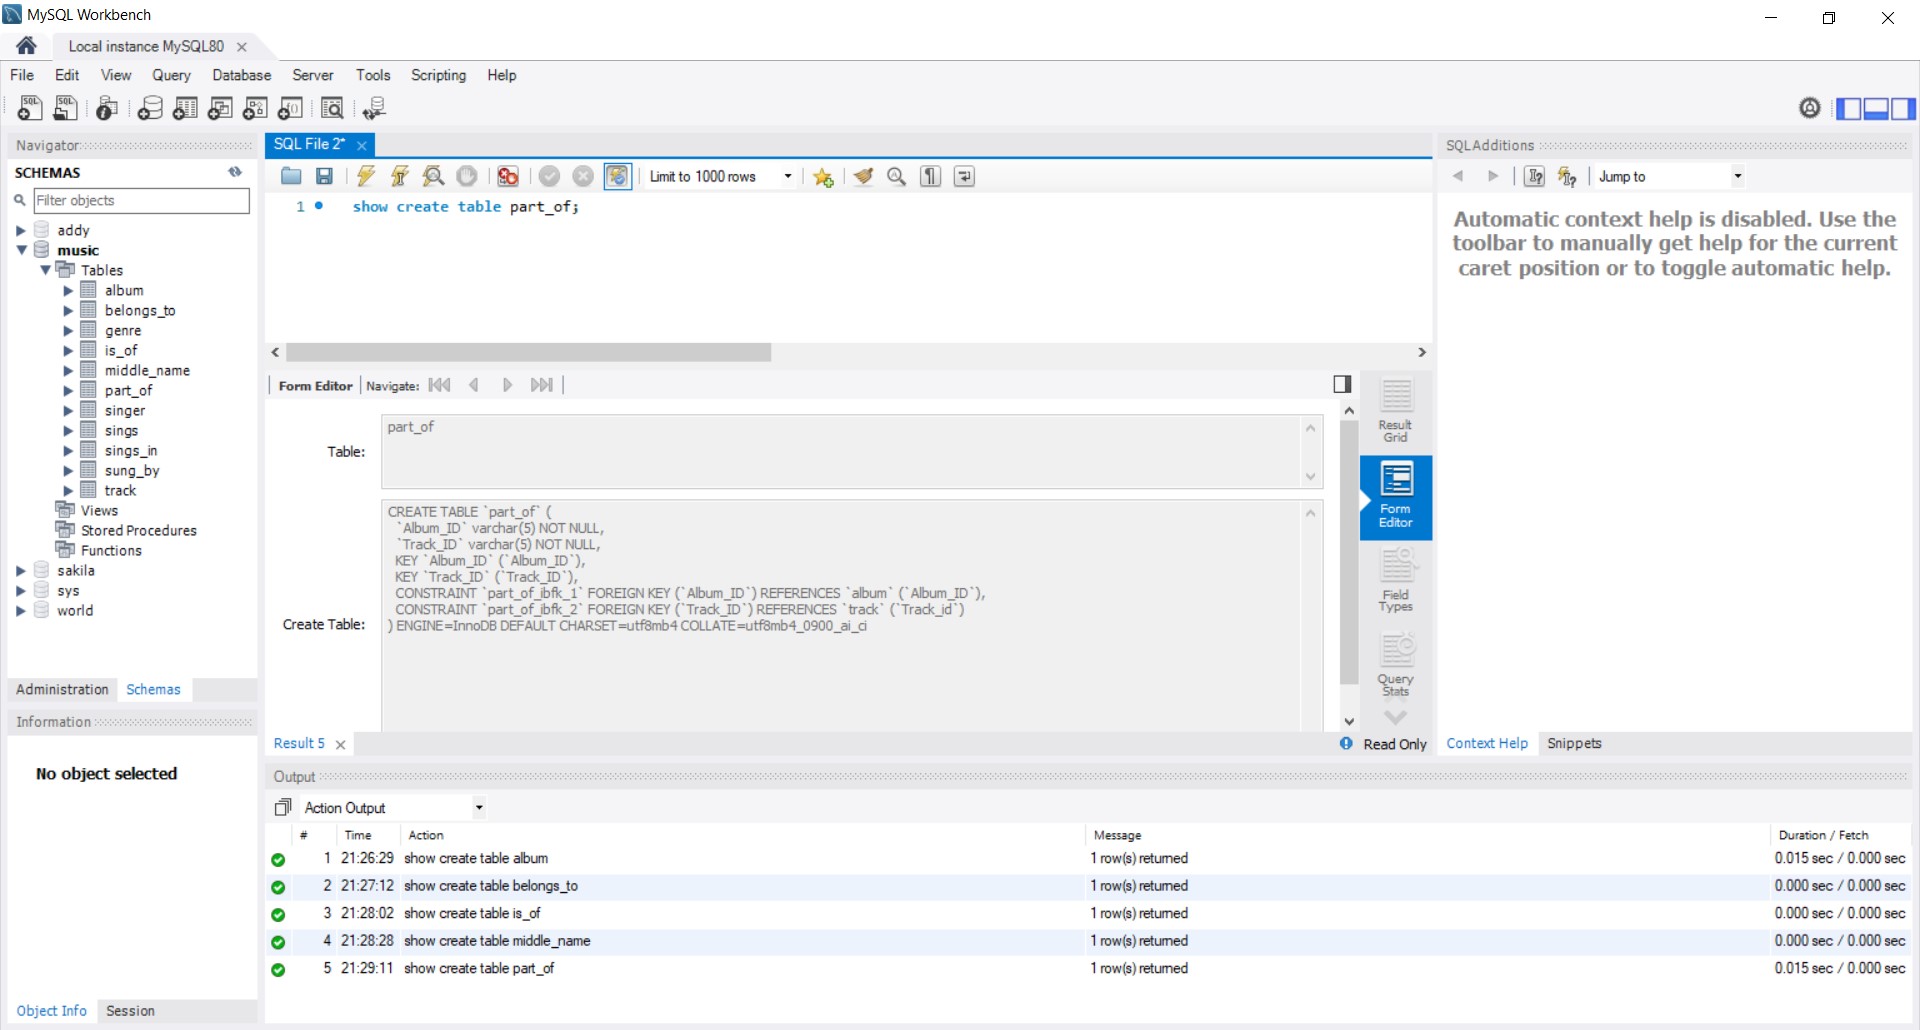 MySQL Workbench
Local instance MySQL80
File Edit View Query Database Server Tools Scripting Help
Navigator
SCHEMAS
Filter objects
addy
music
Tables
album
belongs_to
genre
is_of
middle_name
part_of
singer
sings
sings_in
sung_by
track
Views
Stored Procedures
Functions
sakila
sys
world
Administration Schemas
Information
No object selected
Object Info Session
SQL File 2*
Limit to 1000 rows
1 show create table part_of;
Form Editor Navigate:
Table: part_of
Create Table:
CREATE TABLE `part_of` (
`Album_ID` varchar(5) NOT NULL,
`Track_ID` varchar(5) NOT NULL,
KEY `Album_ID` (`Album_ID`),
KEY `Track_ID` (`Track_ID`),
CONSTRAINT `part_of_ibfk_1` FOREIGN KEY (`Album_ID`) REFERENCES `album` (`Album_ID`),
CONSTRAINT `part_of_ibfk_2` FOREIGN KEY (`Track_ID`) REFERENCES `track` (`Track_id`)
) ENGINE=InnoDB DEFAULT CHARSET=utf8mb4 COLLATE=utf8mb4_0900_ai_ci
Result
Grid
Form
Editor
Field
Types
Query
Stats
Result 5
Read Only
SQLAdditions
Jump to
Automatic context help is disabled. Use the
toolbar to manually get help for the current
caret position or to toggle automatic help.
Context Help Snippets
Output
Action Output
# Time Action Message Duration / Fetch
1 21:26:29 show create table album 1 row(s) returned 0.015 sec / 0.000 sec
2 21:27:12 show create table belongs_to 1 row(s) returned 0.000 sec / 0.000 sec
3 21:28:02 show create table is_of 1 row(s) returned 0.000 sec / 0.000 sec
4 21:28:28 show create table middle_name 1 row(s) returned 0.000 sec / 0.000 sec
5 21:29:11 show create table part_of 1 row(s) returned 0.015 sec / 0.000 sec